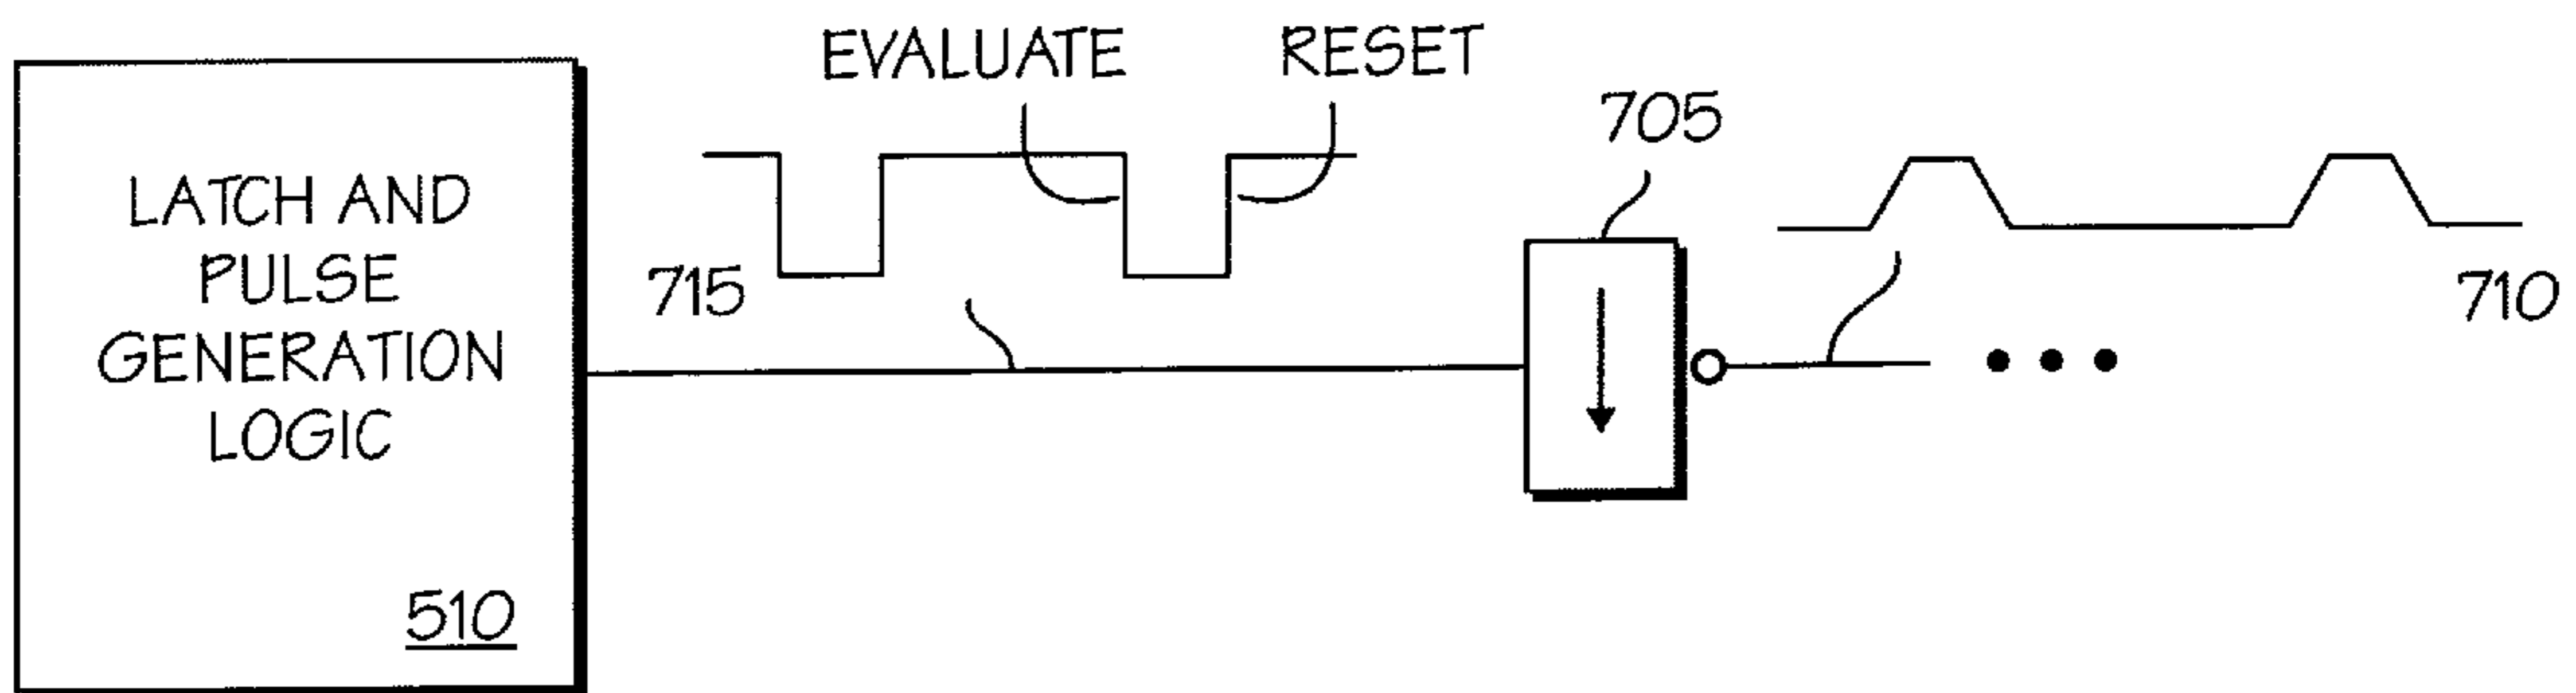 EVALUATE RESET
705
LATCH AND
PULSE
GENERATION
LOGIC
715
710
510